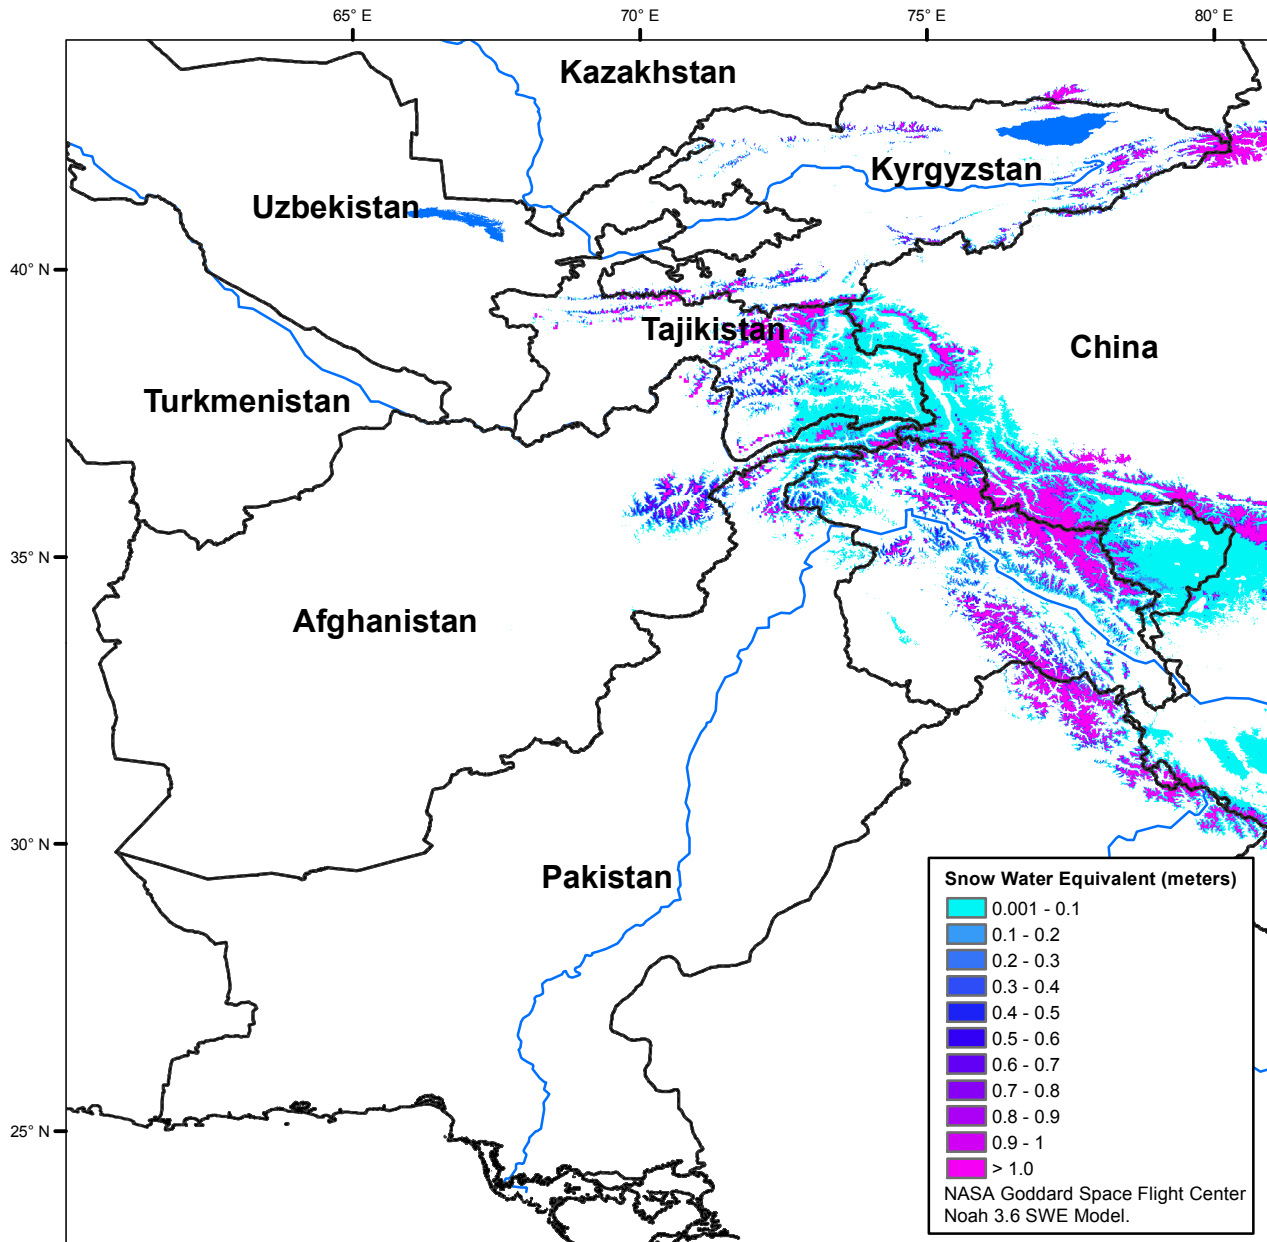 65° E
70° E
75° E
80° E
Kazakhstan
Kyrgyzstan
Uzbekistan
40° N
Tajikistan
China
Turkmenistan
35° N
Afghanistan
30° N
Pakistan
25° N
Snow Water Equivalent (meters)
0.001 - 0.1
0.1 - 0.2
0.2 - 0.3
0.3 - 0.4
0.4 - 0.5
0.5 - 0.6
0.6 - 0.7
0.7 - 0.8
0.8 - 0.9
0.9 - 1
> 1.0
NASA Goddard Space Flight Center
Noah 3.6 SWE Model.